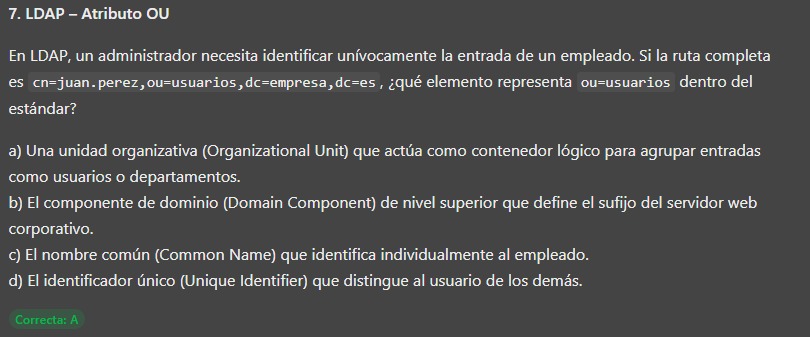 7. LDAP – Atributo OU
En LDAP, un administrador necesita identificar unívocamente la entrada de un empleado. Si la ruta completa
es cn=juan.perez,ou=usuarios,dc=empresa,dc=es, ¿qué elemento representa ou=usuarios dentro del
estándar?
a) Una unidad organizativa (Organizational Unit) que actúa como contenedor lógico para agrupar entradas
como usuarios o departamentos.
b) El componente de dominio (Domain Component) de nivel superior que define el sufijo del servidor web
corporativo.
c) El nombre común (Common Name) que identifica individualmente al empleado.
d) El identificador único (Unique Identifier) que distingue al usuario de los demás.
Correcta: A